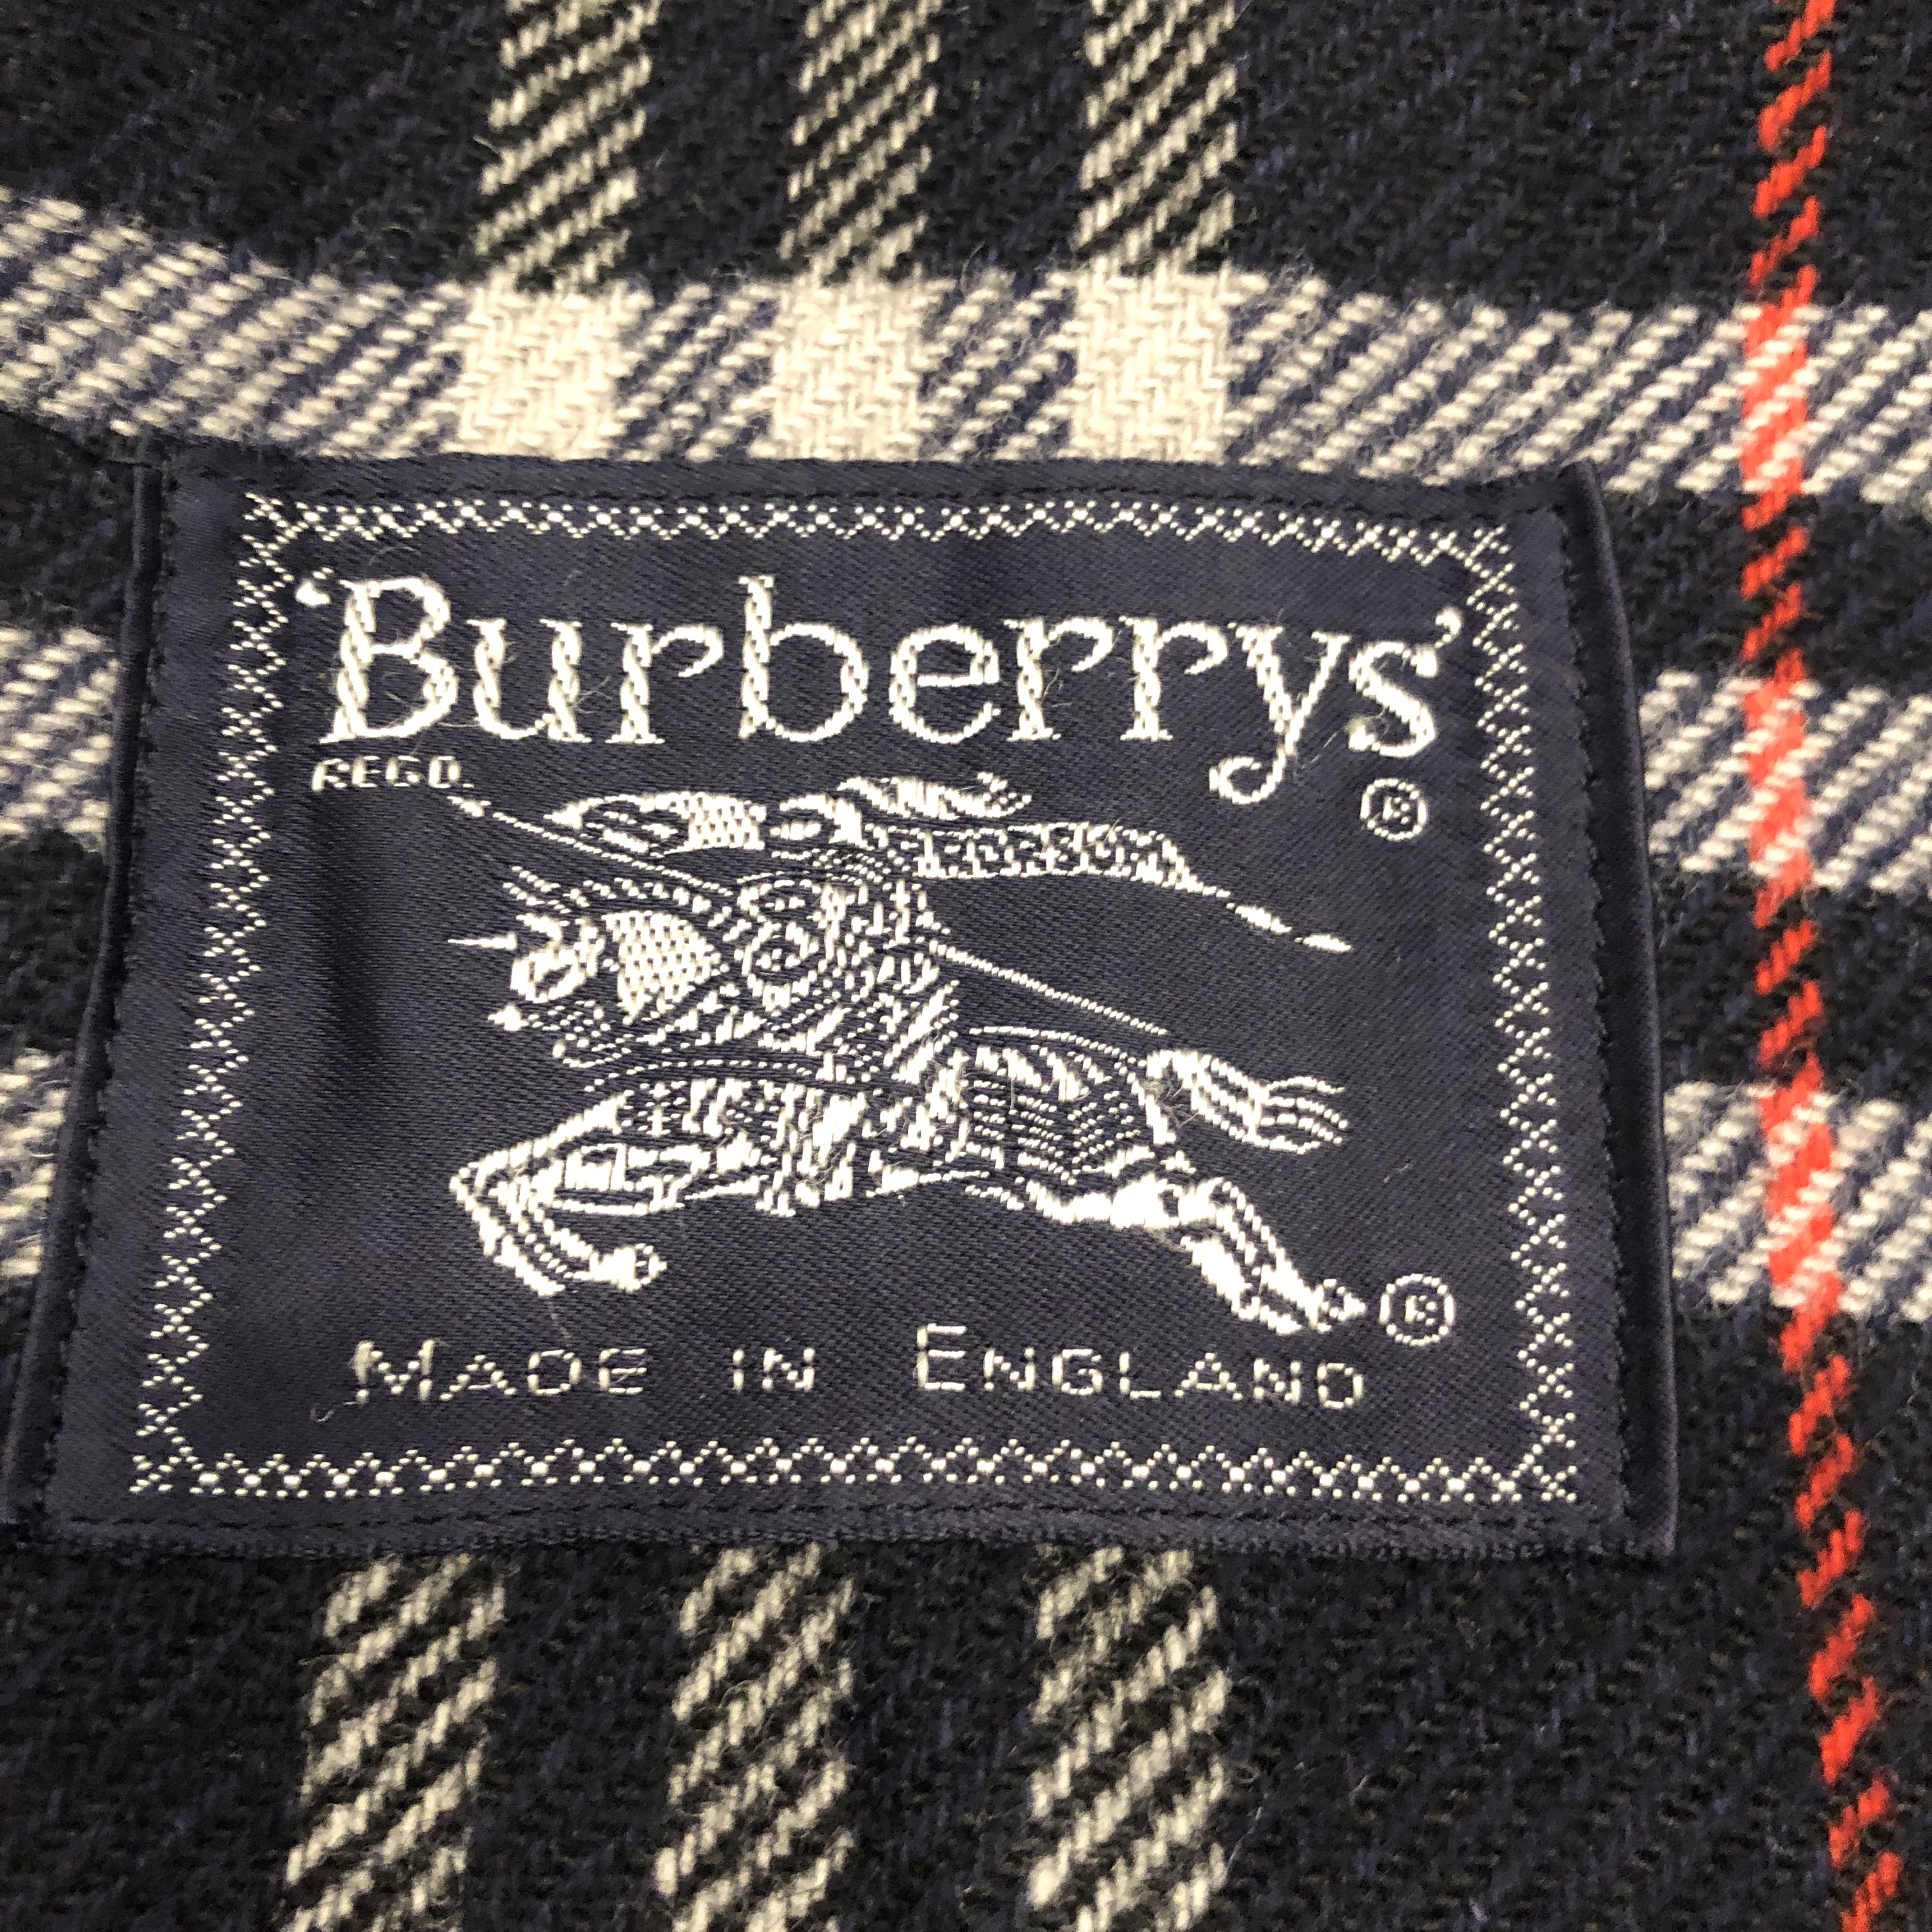 ‘Burberrys’
REGD.
®
PRORSUM
®
MADE IN ENGLAND